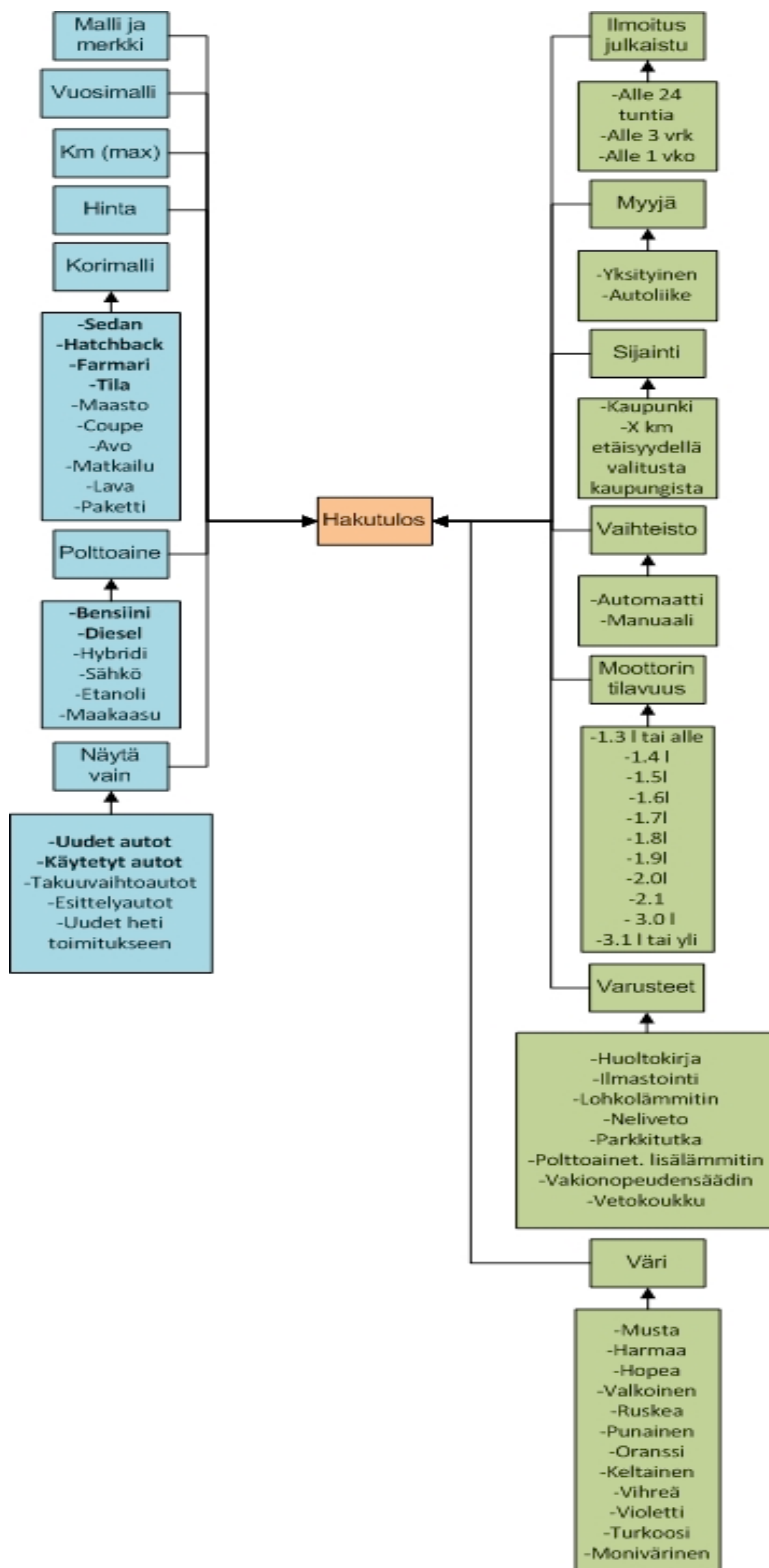 Malli ja
merkki
Vuosimalli
Km (max)
Hinta
Korimalli
-Sedan
-Hatchback
-Farmari
-Tila
-Maasto
-Coupe
-Avo
-Matkailu
-Lava
-Paketti
Polttoaine
-Bensiini
-Diesel
-Hybridi
-Sähkö
-Etanoli
-Maakaasu
Näytä
vain
-Uudet autot
-Käytetyt autot
-Takuuvaihtoautot
-Esittelyautot
-Uudet heti
toimitukseen
Hakutulos
Ilmoitus
julkaistu
-Alle 24
tuntia
-Alle 3 vrk
-Alle 1 vko
Myyjä
-Yksityinen
-Autoliike
Sijainti
-Kaupunki
-X km
etäisyydellä
valitusta
kaupungista
Vaihteisto
-Automaatti
-Manuaali
Moottorin
tilavuus
-1.3 l tai alle
-1.4 l
-1.5l
-1.6l
-1.7l
-1.8l
-1.9l
-2.0l
-2.1
- 3.0 l
-3.1 l tai yli
Varusteet
-Huoltokirja
-Ilmastointi
-Lohkolämmitin
-Neliveto
-Parkkitutka
-Polttoainet. lisälämmitin
-Vakionopeudensäädin
-Vetokoukku
Väri
-Musta
-Harmaa
-Hopea
-Valkoinen
-Ruskea
-Punainen
-Oranssi
-Keltainen
-Vihreä
-Violetti
-Turkoosi
-Monivärinen